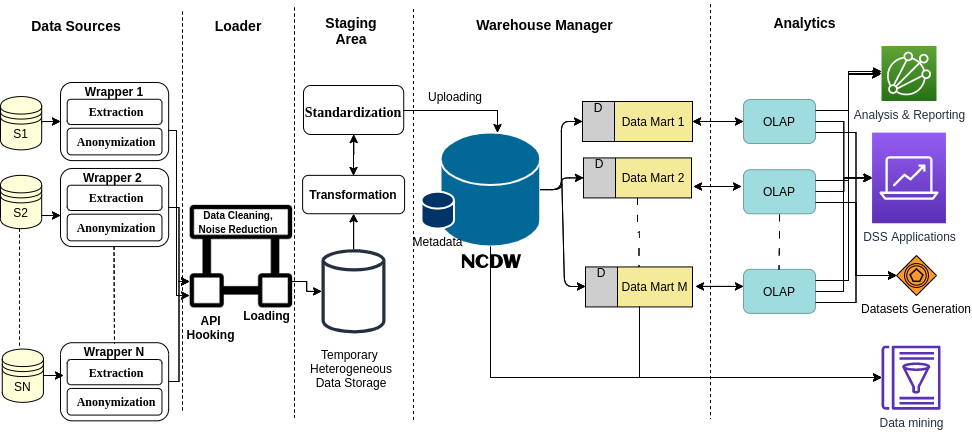 Data Sources
Loader
Staging
Area
Warehouse Manager
Analytics
S1
Wrapper 1
Extraction
Anonymization
S2
Wrapper 2
Extraction
Anonymization
SN
Wrapper N
Extraction
Anonymization
Data Cleaning,
Noise Reduction
API
Hooking
Loading
Standardization
Transformation
Temporary
Heterogeneous
Data Storage
Uploading
Metadata
NCDW
D
Data Mart 1
D
Data Mart 2
D
Data Mart M
OLAP
OLAP
OLAP
Analysis & Reporting
DSS Applications
Datasets Generation
Data mining